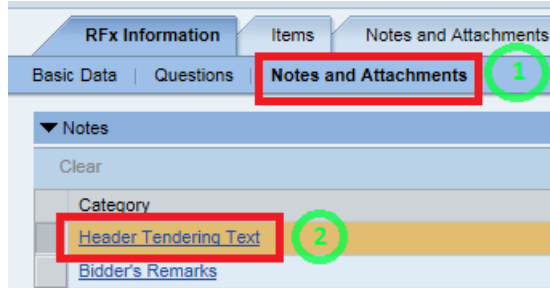 RFx Information Items Notes and Attachments
Basic Data | Questions | Notes and Attachments 1
Notes
Clear
Category
Header Tendering Text 2
Bidder's Remarks